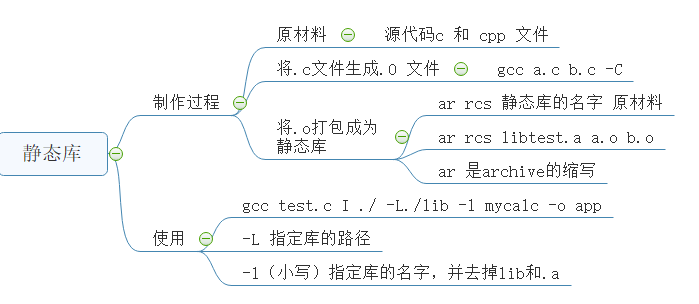 静态库
制作过程
原材料
源代码c 和 cpp 文件
将.c文件生成.O 文件
gcc a.c b.c -C
将.o打包成为
静态库
ar rcs 静态库的名字 原材料
ar rcs libtest.a a.o b.o
ar 是archive的缩写
使用
gcc test.c I ./ -L./lib -l mycalc -o app
-L 指定库的路径
-l（小写）指定库的名字，并去掉lib和.a